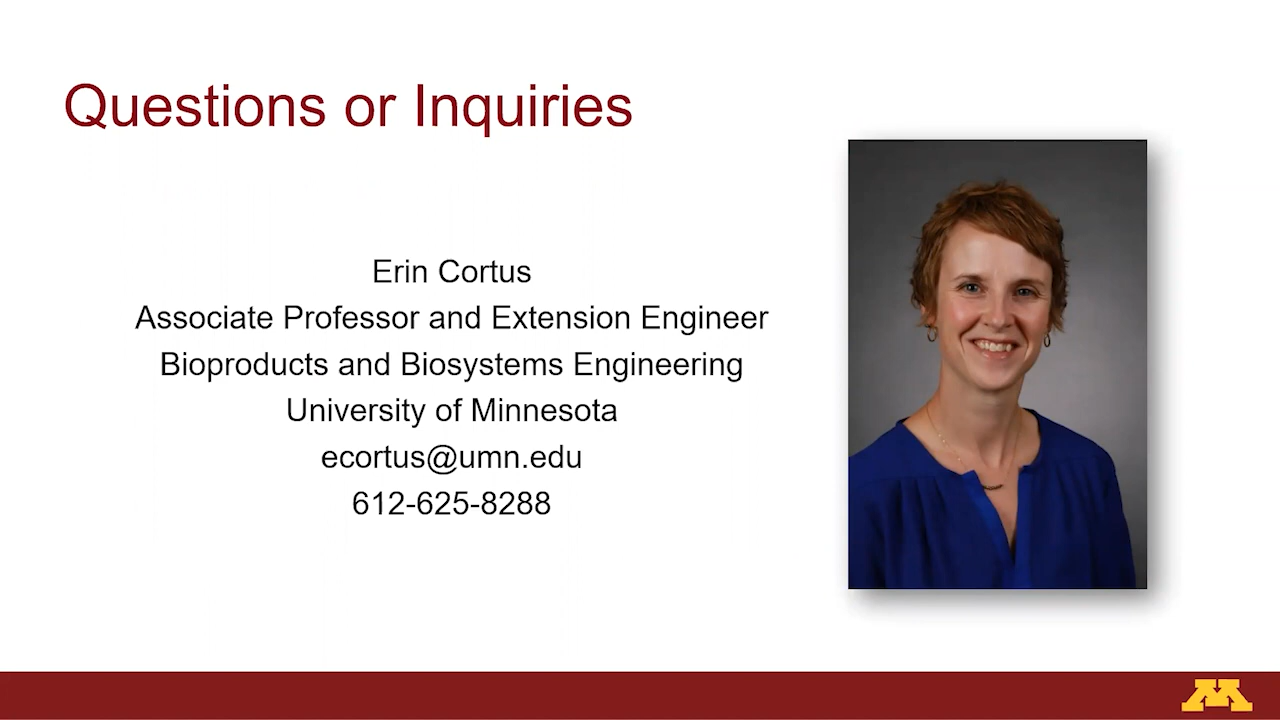 Questions or Inquiries
Erin Cortus
Associate Professor and Extension Engineer
Bioproducts and Biosystems Engineering
University of Minnesota
ecortus@umn.edu
612-625-8288
M